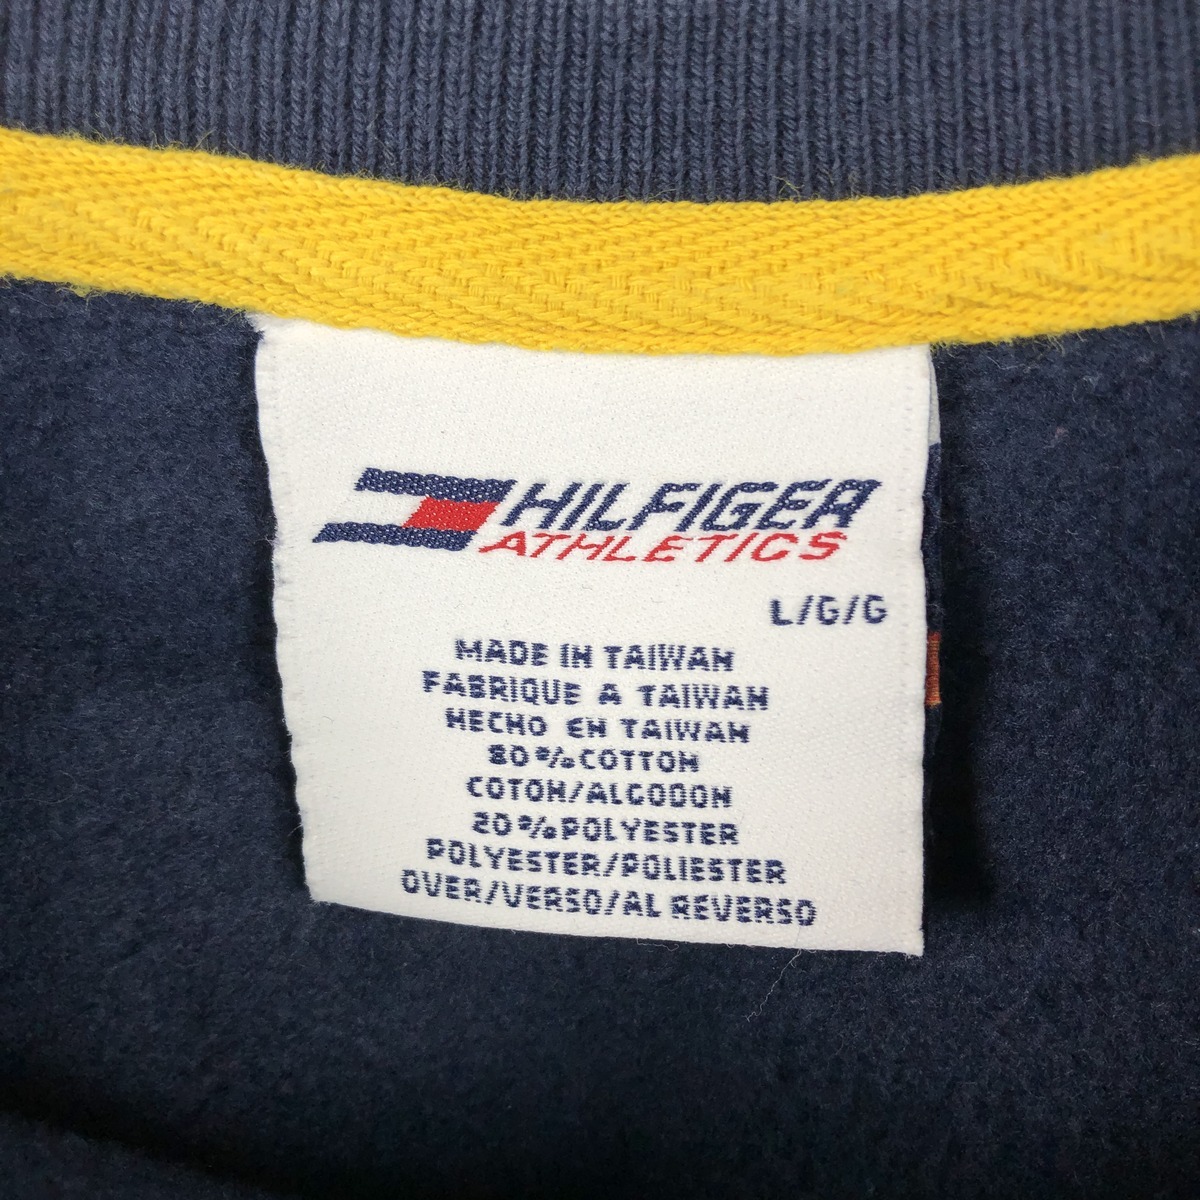 HILFIGER
ATHLETICS
L/G/G
MADE IN TAIWAN
FABRIQUE A TAIWAN
HECHO EN TAIWAN
80%COTTON
COTON/ALGODON
20%POLYESTER
POLYESTER/POLIESTER
OVER/VERSO/AL REVERSO